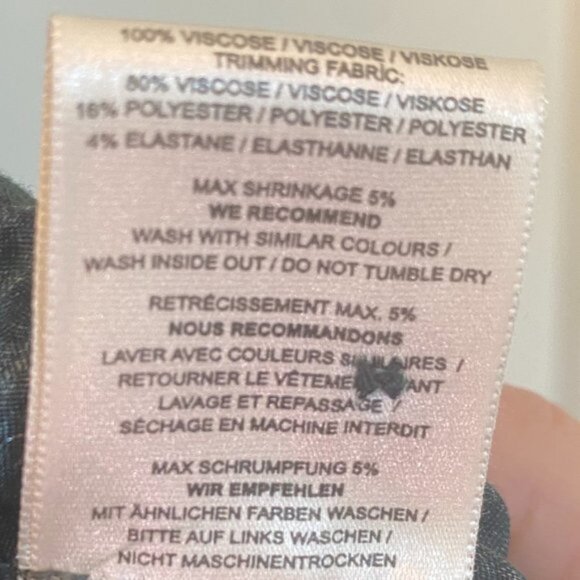 100% VISCOSE / VISCOSE / VISKOSE
TRIMMING FABRIC:
80% VISCOSE / VISCOSE / VISKOSE
16% POLYESTER / POLYESTER / POLYESTER
4% ELASTANE / ELASTHANNE / ELASTHAN
MAX SHRINKAGE 5%
WE RECOMMEND
WASH WITH SIMILAR COLOURS /
WASH INSIDE OUT / DO NOT TUMBLE DRY
RETRÉCISSEMENT MAX. 5%
NOUS RECOMMANDONS
LAVER AVEC COULEURS /
RETOURNER LE
LAVAGE ET REPASSAGE /
SÉCHAGE EN MACHINE INTERDIT
MAX SCHRUMPFUNG 5%
WIR EMPFEHLEN
MIT ÄHNLICHEN FARBEN WASCHEN /
BITTE AUF LINKS WASCHEN /
NICHT MASCHINENTROCKNEN